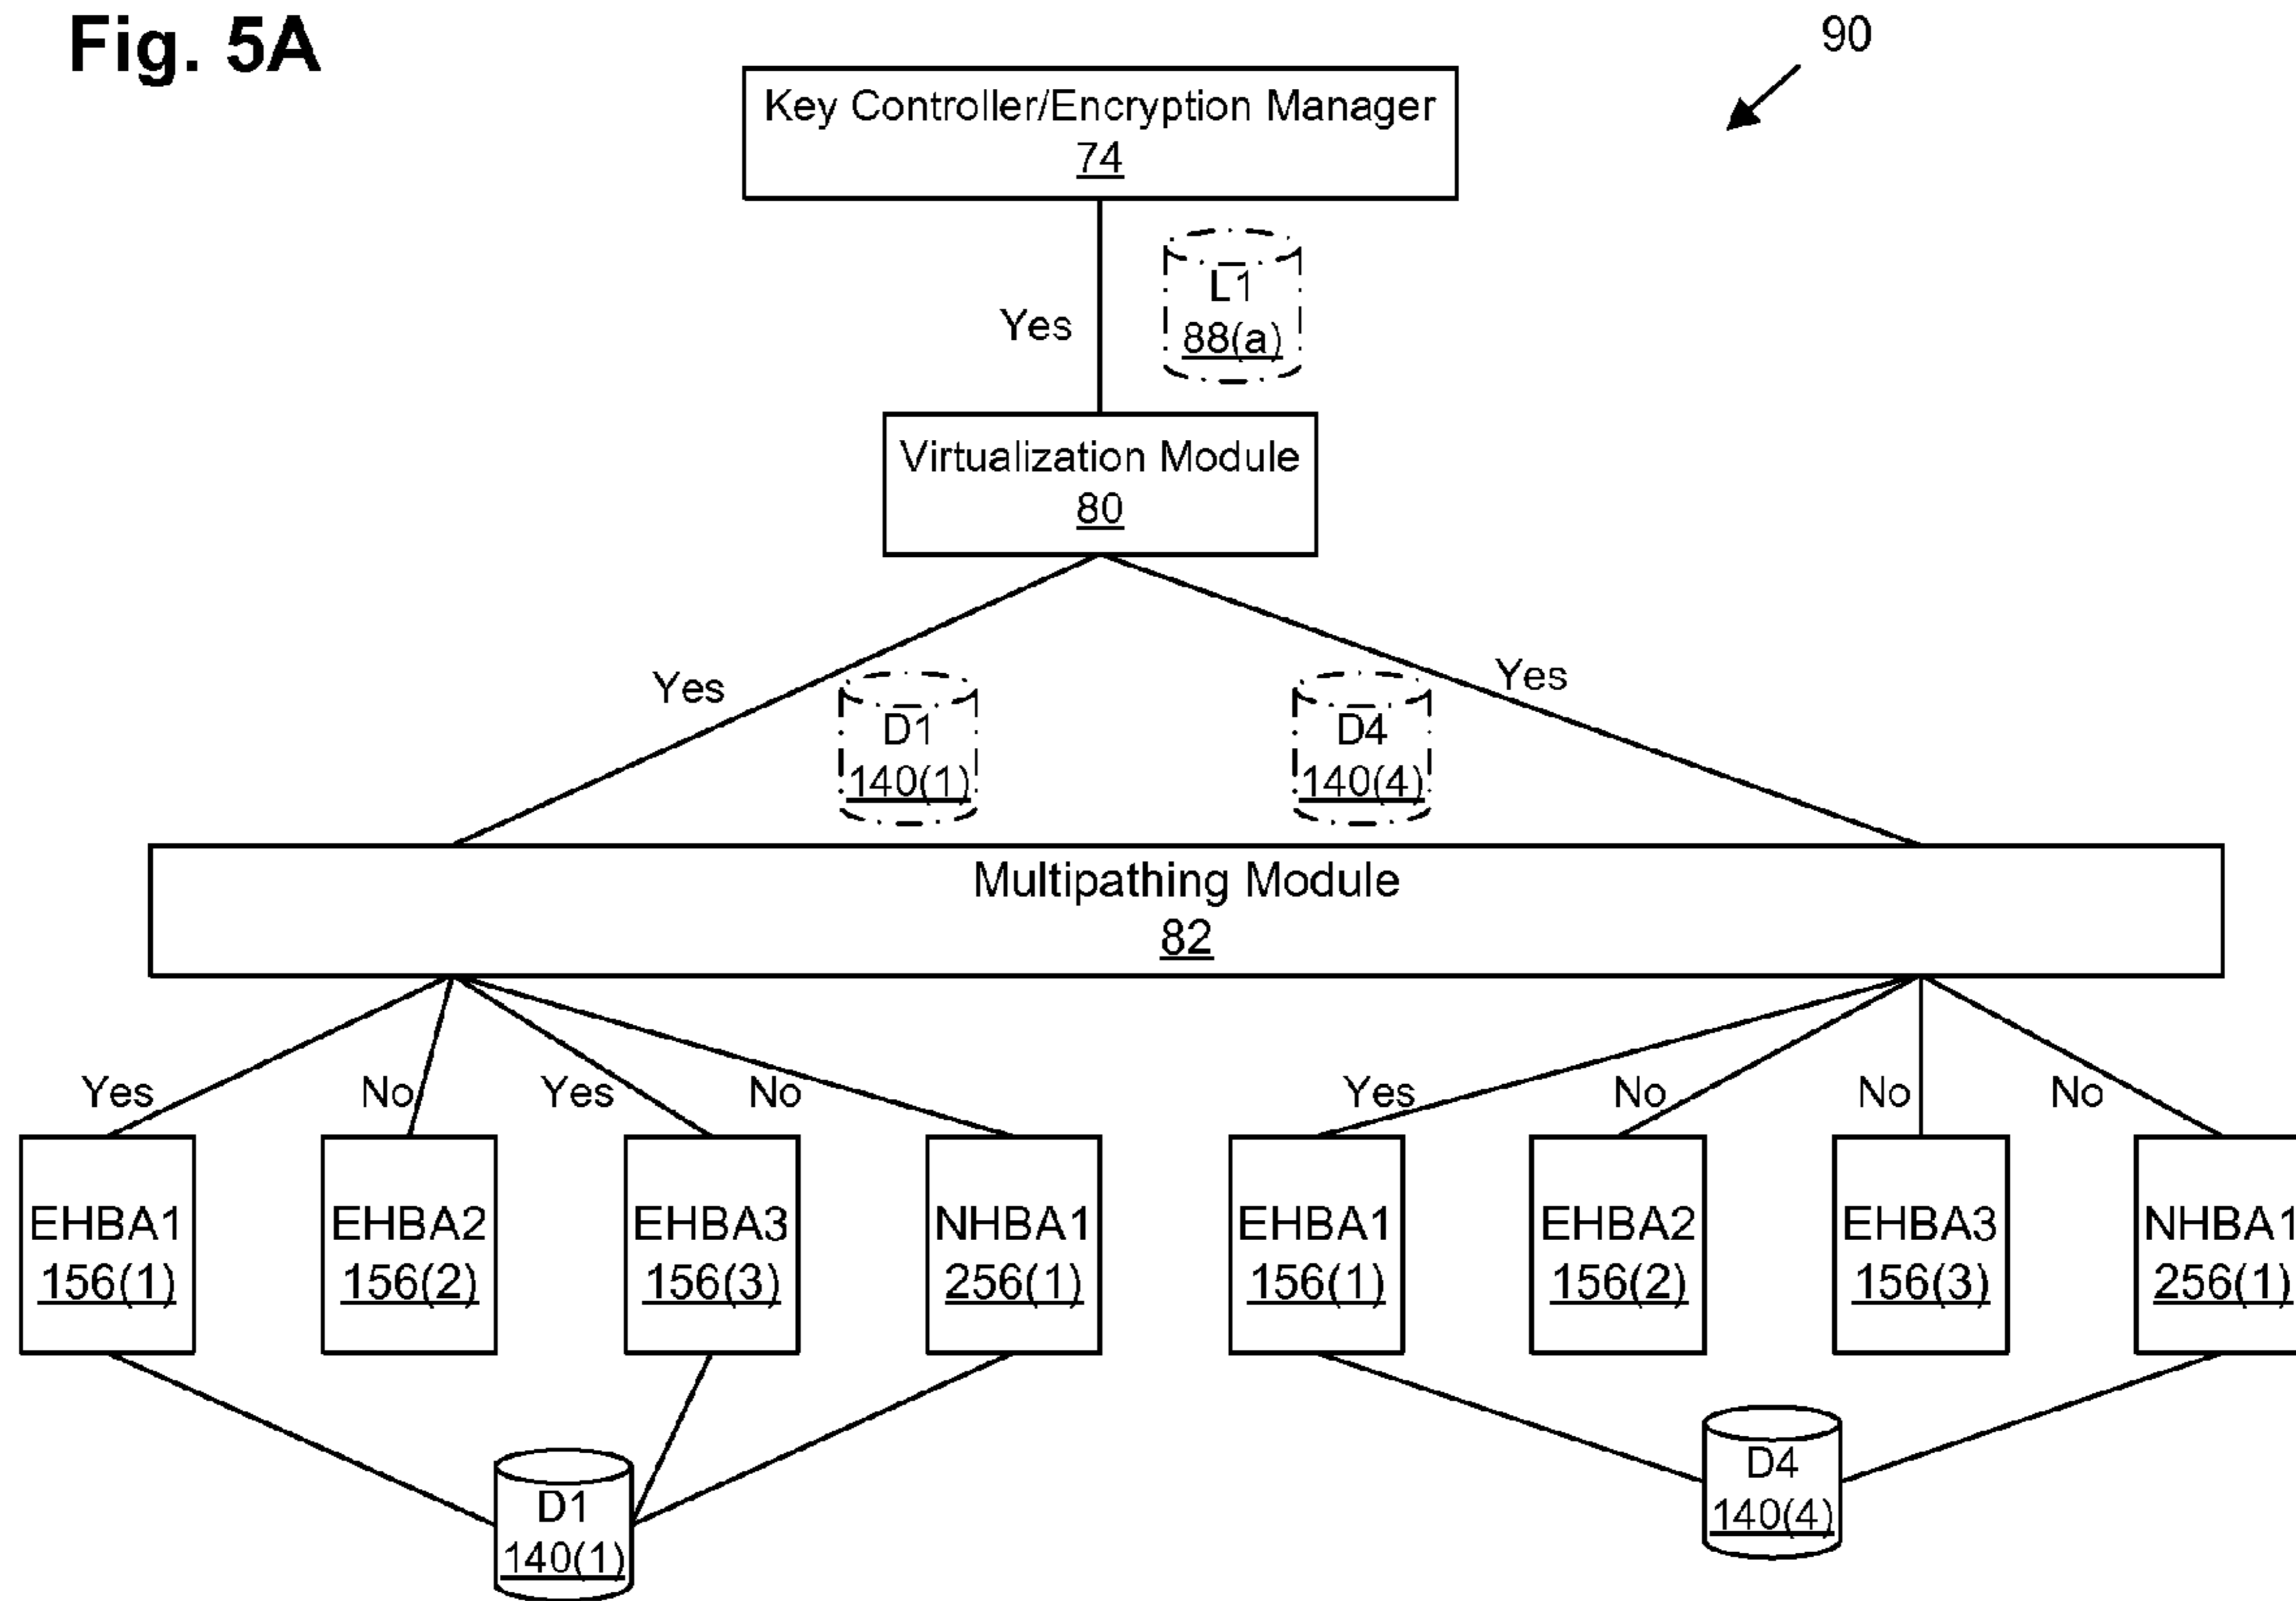 Fig. 5A
90
Key Controller/Encryption Manager
74
L1
88(a)
Yes
Virtualization Module
80
Yes
Yes
D1
140(1)
D4
140(4)
Multipathing Module
82
Yes
No
Yes
No
Yes
No
No
No
EHBA1
156(1)
EHBA2
156(2)
EHBA3
156(3)
NHBA1
256(1)
EHBA1
156(1)
EHBA2
156(2)
EHBA3
156(3)
NHBA1
256(1)
D1
140(1)
D4
140(4)